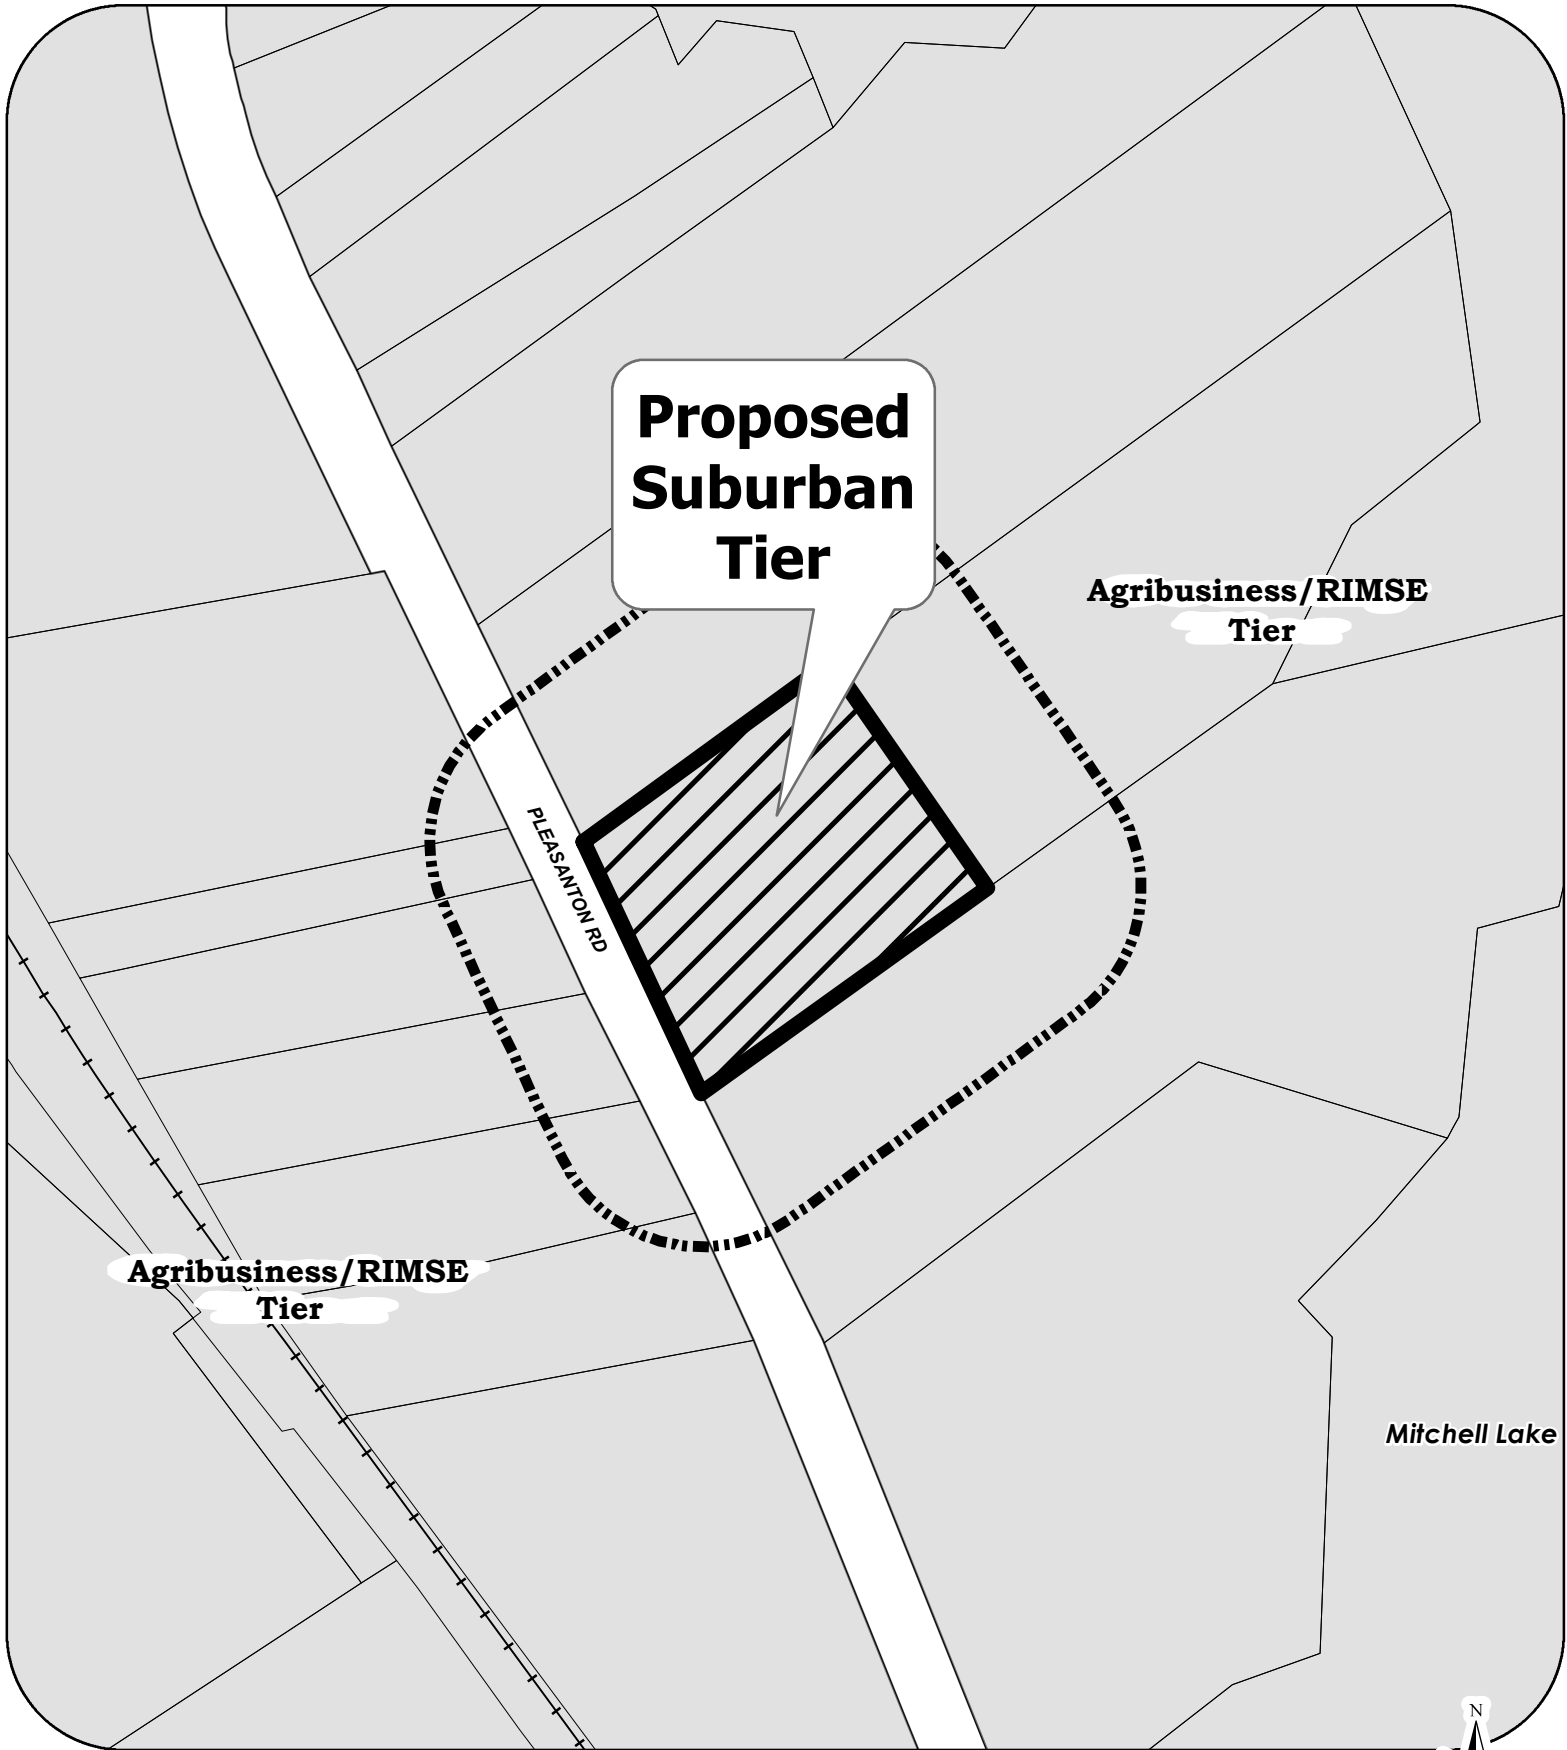 Proposed
Suburban
Tier
Agribusiness/RIMSE
Tier
PLEASANTON RD
Agribusiness/RIMSE
Tier
Mitchell Lake
N